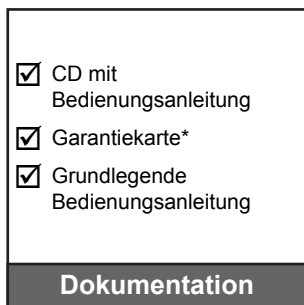 CD mit
Bedienungsanleitung
Garantiekarte*
Grundlegende
Bedienungsanleitung
Dokumentation